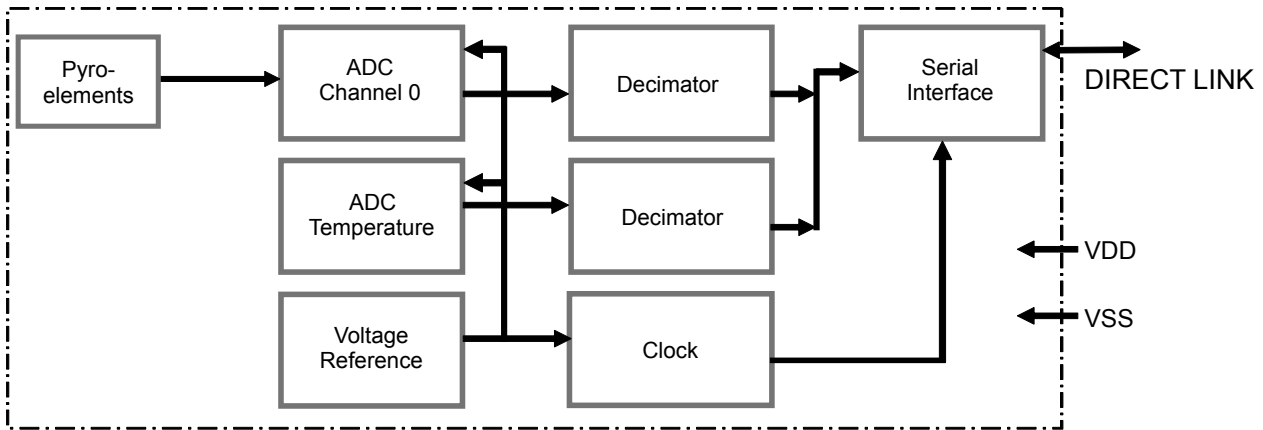 Pyro-
elements
ADC
Channel 0
Decimator
Serial
Interface
DIRECT LINK
ADC
Temperature
Decimator
VDD
VSS
Voltage
Reference
Clock